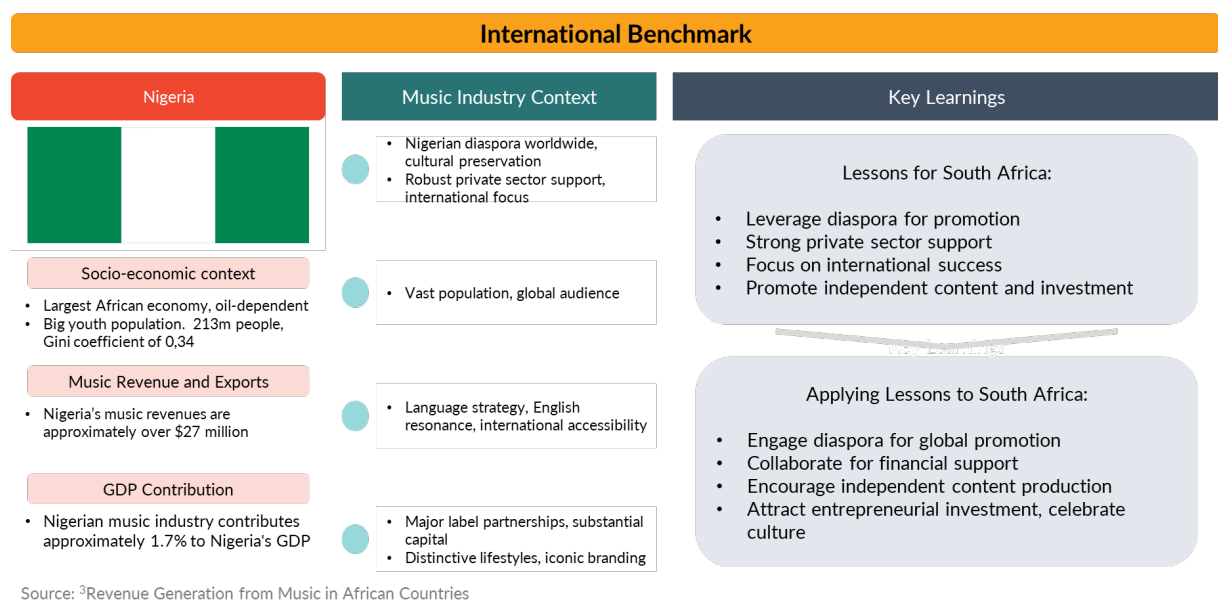 International Benchmark
Nigeria
Socio-economic context
• Largest African economy, oil-dependent
• Big youth population.  213m people,
Gini coefficient of 0,34
Music Revenue and Exports
• Nigeria's music revenues are
approximately over $27 million
GDP Contribution
• Nigerian music industry contributes
approximately 1.7% to Nigeria's GDP
Music Industry Context
• Nigerian diaspora worldwide,
cultural preservation
• Robust private sector support,
international focus
• Vast population, global audience
• Language strategy, English
resonance, international accessibility
• Major label partnerships, substantial
capital
• Distinctive lifestyles, iconic branding
Key Learnings
Lessons for South Africa:
• Leverage diaspora for promotion
• Strong private sector support
• Focus on international success
• Promote independent content and investment
Key Learnings
Applying Lessons to South Africa:
• Engage diaspora for global promotion
• Collaborate for financial support
• Encourage independent content production
• Attract entrepreneurial investment, celebrate
culture
Source: ³Revenue Generation from Music in African Countries